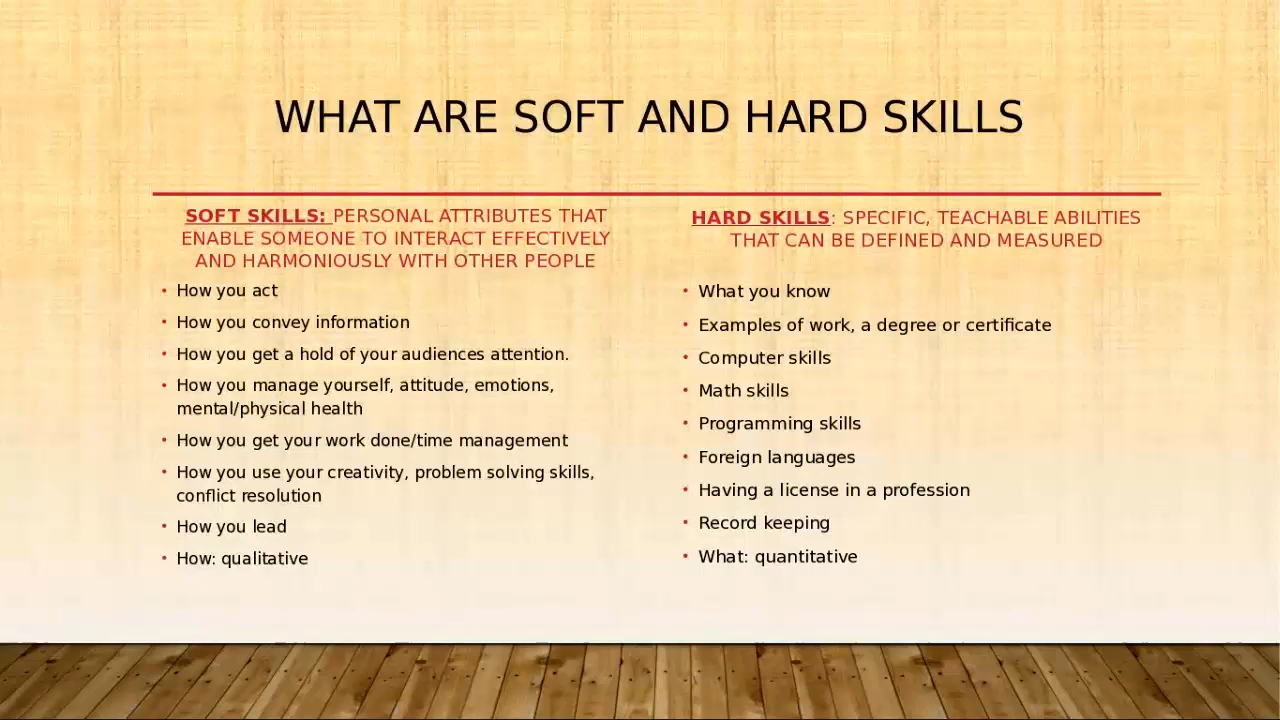 WHAT ARE SOFT AND HARD SKILLS
SOFT SKILLS: PERSONAL ATTRIBUTES THAT
ENABLE SOMEONE TO INTERACT EFFECTIVELY
AND HARMONIOUSLY WITH OTHER PEOPLE
• How you act
• How you convey information
• How you get a hold of your audiences attention.
• How you manage yourself, attitude, emotions,
mental/physical health
• How you get your work done/time management
• How you use your creativity, problem solving skills,
conflict resolution
• How you lead
• How: qualitative
HARD SKILLS: SPECIFIC, TEACHABLE ABILITIES
THAT CAN BE DEFINED AND MEASURED
• What you know
• Examples of work, a degree or certificate
• Computer skills
• Math skills
• Programming skills
• Foreign languages
• Having a license in a profession
• Record keeping
• What: quantitative